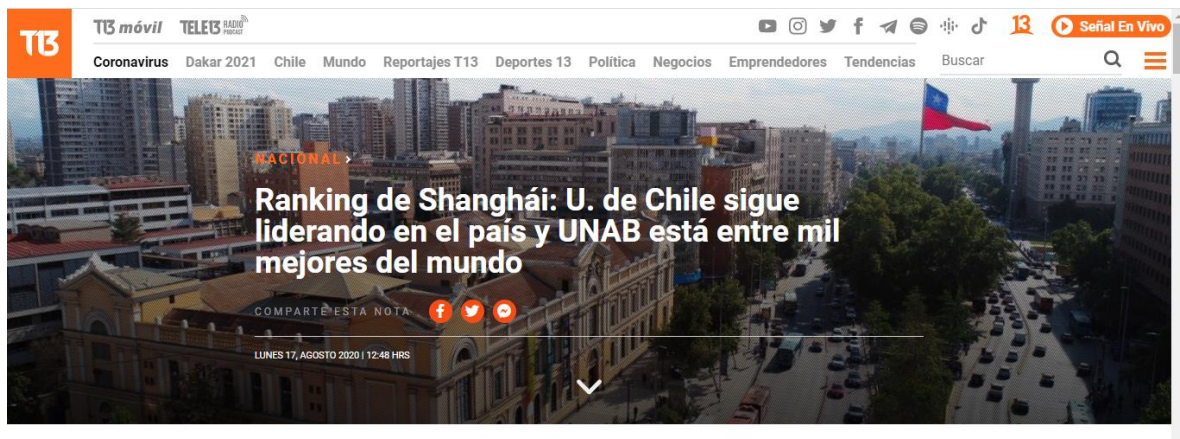 T13
T13 móvil TELE13 RADIO PODCAST
13 Señal En Vivo
Coronavirus Dakar 2021 Chile Mundo Reportajes T13 Deportes 13 Política Negocios Emprendedores Tendencias Buscar
NACIONAL >
Ranking de Shanghái: U. de Chile sigue
liderando en el país y UNAB está entre mil
mejores del mundo
COMPARTE ESTA NOTA
LUNES 17, AGOSTO 2020 | 12:48 HRS